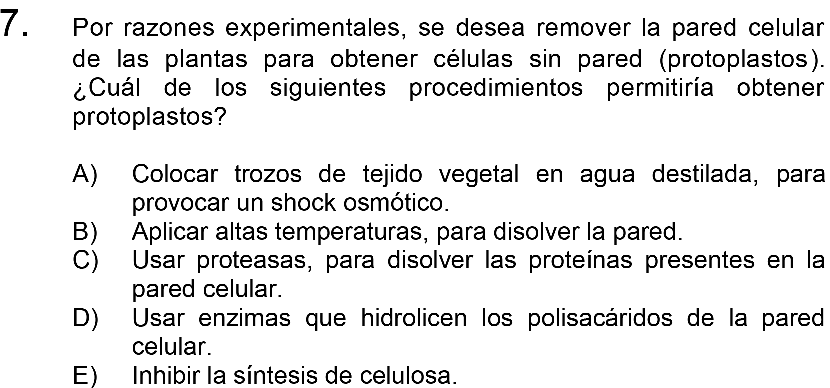 7. Por razones experimentales, se desea remover la pared celular
de las plantas para obtener células sin pared (protoplastos).
¿Cuál de los siguientes procedimientos permitiría obtener
protoplastos?
A) Colocar trozos de tejido vegetal en agua destilada, para
provocar un shock osmótico.
B) Aplicar altas temperaturas, para disolver la pared.
C) Usar proteasas, para disolver las proteínas presentes en la
pared celular.
D) Usar enzimas que hidrolicen los polisacáridos de la pared
celular.
E) Inhibir la síntesis de celulosa.